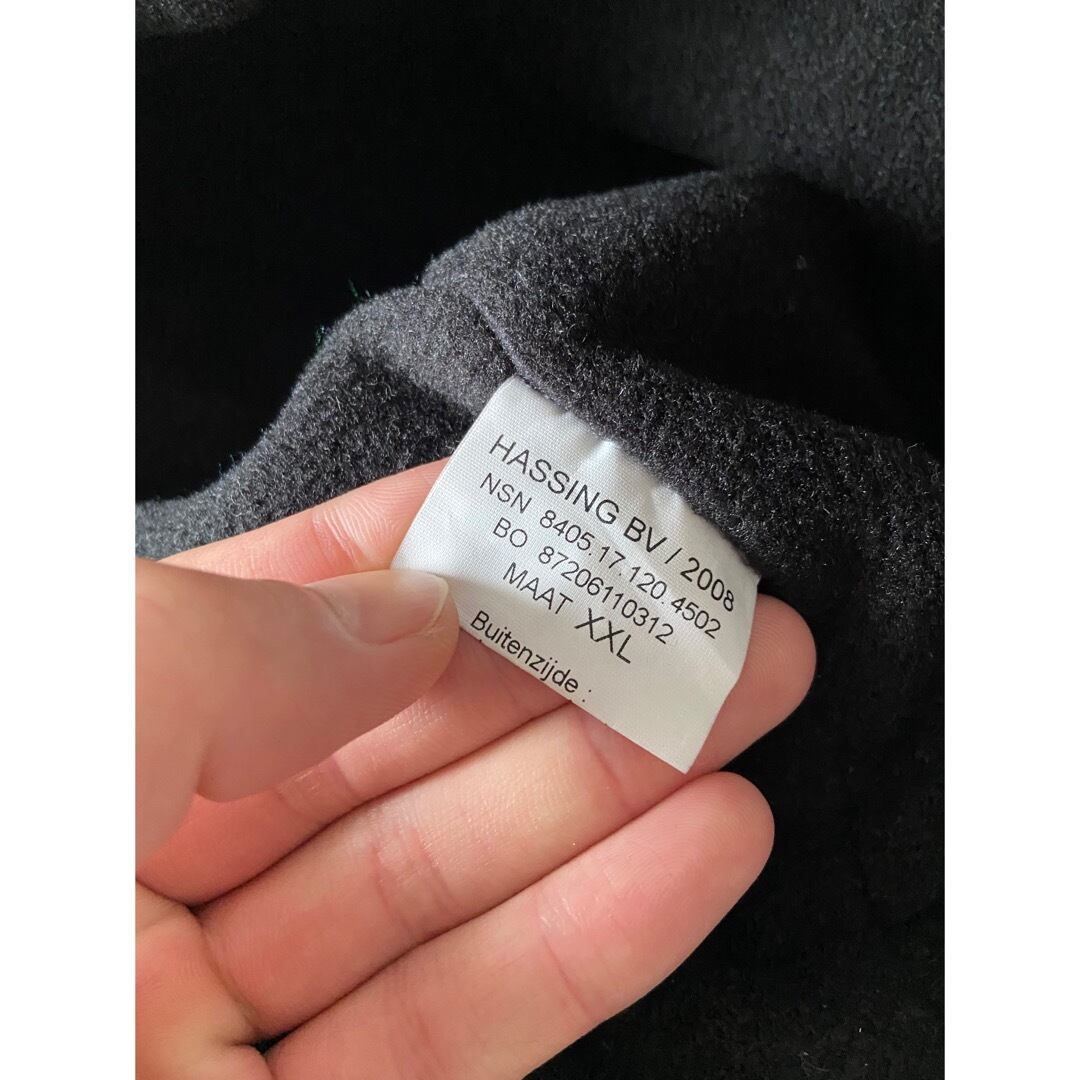 HASSING BV / 2008
NSN 8405.17.120.4502
BO 87206110312
MAAT XXL
Buitenzijde :